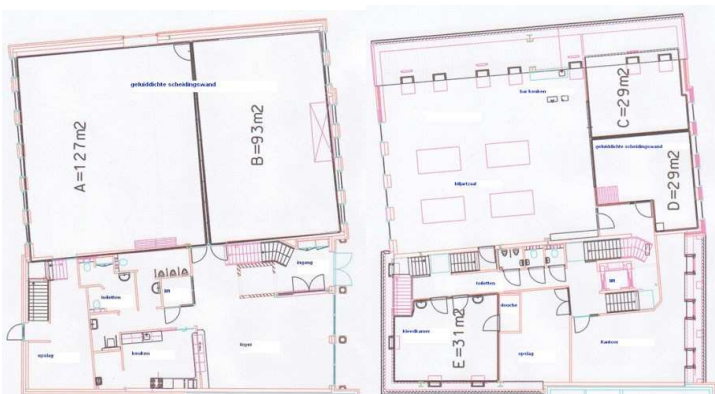 geluiddichte scheidingswand
A=127m2
B=93m2
ingang
toiletten
lift
opslag
keuken
foyer
bar keuken
C=29m2
geluiddichte scheidingswand
biljartzaal
D=29m2
toiletten
lift
kleedkamer
E=31m2
douche
opslag
Kantoor